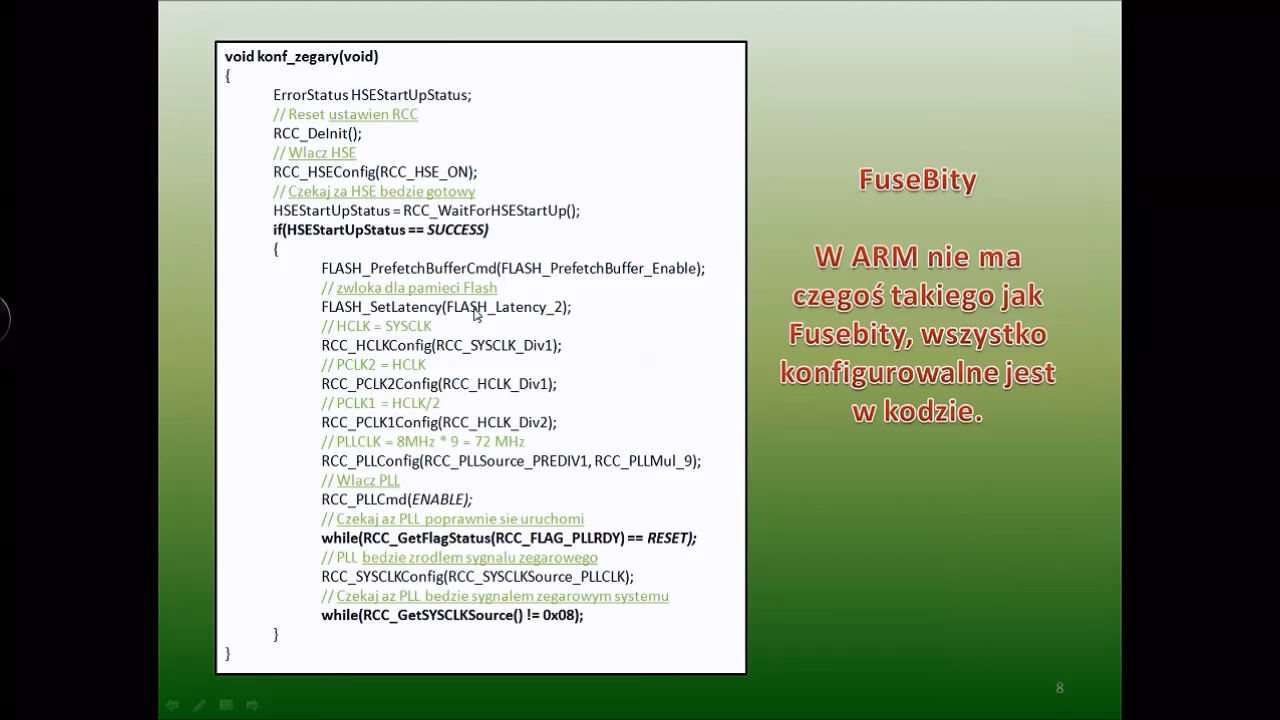 void konf_zegary(void)
{
ErrorStatus HSEStartUpStatus;
// Reset ustawien RCC
RCC_DeInit();
// Wlacz HSE
RCC_HSEConfig(RCC_HSE_ON);
// Czekaj za HSE bedzie gotowy
HSEStartUpStatus = RCC_WaitForHSEStartUp();
if(HSEStartUpStatus == SUCCESS)
{
FLASH_PrefetchBufferCmd(FLASH_PrefetchBuffer_Enable);
// zwloka dla pamieci Flash
FLASH_SetLatency(FLASH_Latency_2);
// HCLK = SYSCLK
RCC_HCLKConfig(RCC_SYSCLK_Div1);
// PCLK2 = HCLK
RCC_PCLK2Config(RCC_HCLK_Div1);
// PCLK1 = HCLK/2
RCC_PCLK1Config(RCC_HCLK_Div2);
// PLLCLK = 8MHz * 9 = 72 MHz
RCC_PLLConfig(RCC_PLLSource_PREDIV1, RCC_PLLMul_9);
// Wlacz PLL
RCC_PLLCmd(ENABLE);
// Czekaj az PLL poprawnie sie uruchomi
while(RCC_GetFlagStatus(RCC_FLAG_PLLRDY) == RESET);
// PLL bedzie zrodlem sygnalu zegarowego
RCC_SYSCLKConfig(RCC_SYSCLKSource_PLLCLK);
// Czekaj az PLL bedzie sygnalem zegarowym systemu
while(RCC_GetSYSCLKSource() != 0x08);
}
}
FuseBity
W ARM nie ma
czegoś takiego jak
Fusebity, wszystko
konfigurowalne jest
w kodzie.
8